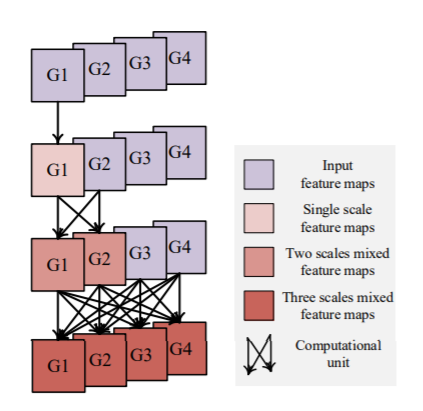 G1 G2 G3 G4
G1 G2 G3 G4
G1 G2 G3 G4
G1 G2 G3 G4
Input
feature maps
Single scale
feature maps
Two scales mixed
feature maps
Three scales mixed
feature maps
Computational
unit